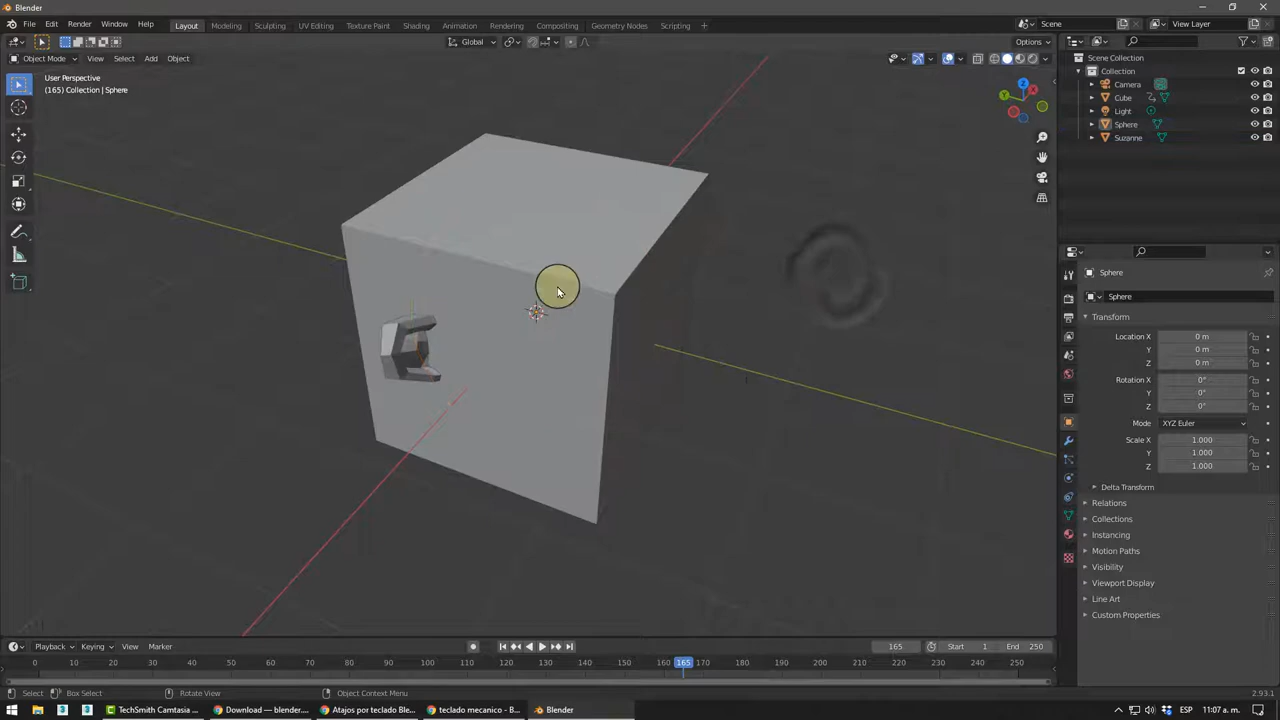 Blender
File Edit Render Window Help Layout Modeling Sculpting UV Editing Texture Paint Shading Animation Rendering Compositing Geometry Nodes Scripting + Scene View Layer
Global Options
Object Mode View Select Add Object
User Perspective
(165) Collection | Sphere
Scene Collection
Collection
Camera
Cube
Light
Sphere
Suzanne
Sphere
Sphere
Transform
Location X 0 m
Y 0 m
Z 0 m
Rotation X 0°
Y 0°
Z 0°
Mode XYZ Euler
Scale X 1.000
Y 1.000
Z 1.000
Delta Transform
Relations
Collections
Instancing
Motion Paths
Visibility
Viewport Display
Line Art
Custom Properties
Playback Keying View Marker 165 Start 1 End 250
0 10 20 30 40 50 60 70 80 90 100 110 120 130 140 150 165 170 180 190 200 210 220 230 240 250
Select Box Select Rotate View Object Context Menu 2.93.1
TechSmith Camtasia ... Download — blender.... Atajos por teclado Ble... teclado mecanico - B... Blender ESP 11:07 a. m.